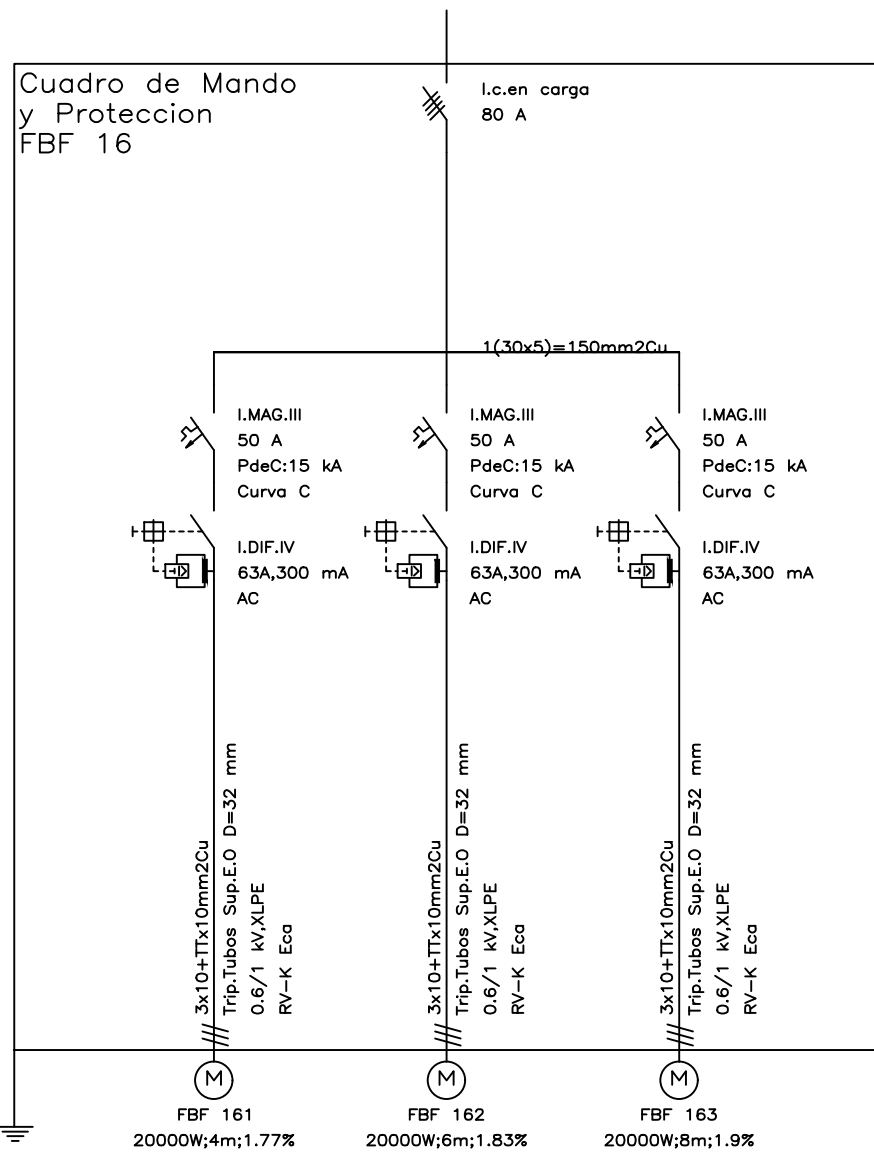 Cuadro de Mando
y Proteccion
FBF 16
I.c.en carga
80 A
1(30x5)=150mm2Cu
I.MAG.III
50 A
PdeC:15 kA
Curva C
I.DIF.IV
63A,300 mA
AC
I.MAG.III
50 A
PdeC:15 kA
Curva C
I.DIF.IV
63A,300 mA
AC
I.MAG.III
50 A
PdeC:15 kA
Curva C
I.DIF.IV
63A,300 mA
AC
3x10+TTx10mm2Cu
Trip.Tubos Sup.E.O D=32 mm
0.6/1 kV,XLPE
RV-K Eca
3x10+TTx10mm2Cu
Trip.Tubos Sup.E.O D=32 mm
0.6/1 kV,XLPE
RV-K Eca
3x10+TTx10mm2Cu
Trip.Tubos Sup.E.O D=32 mm
0.6/1 kV,XLPE
RV-K Eca
M
FBF 161
20000W;4m;1.77%
M
FBF 162
20000W;6m;1.83%
M
FBF 163
20000W;8m;1.9%